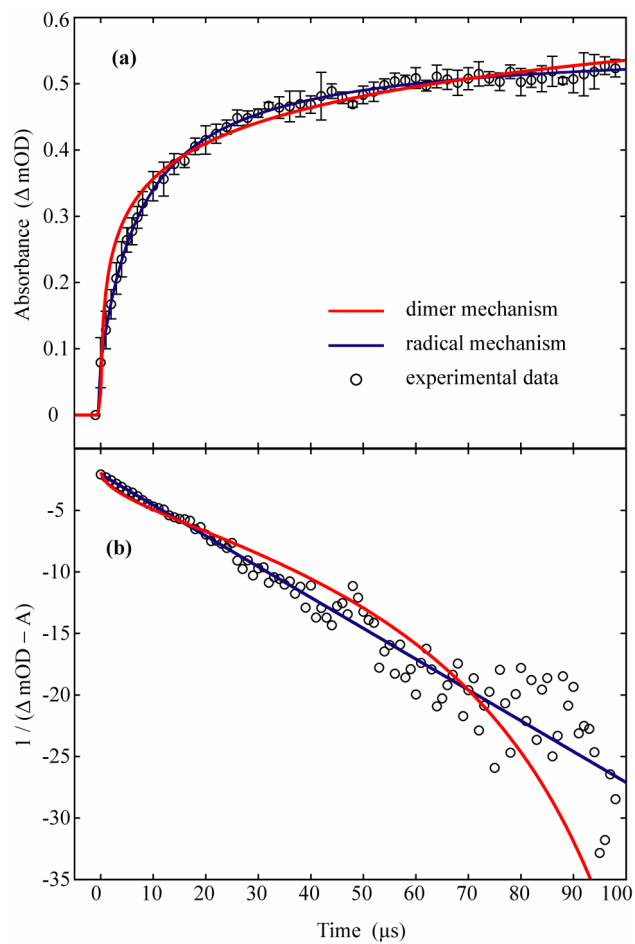 0.6
(a)
0.5
0.4
0.3
0.2
0.1
0
Absorbance (Δ mOD)
dimer mechanism
radical mechanism
experimental data
-5
(b)
-10
-15
-20
-25
-30
-35
1 / (Δ mOD – A)
0 10 20 30 40 50 60 70 80 90 100
Time (μs)